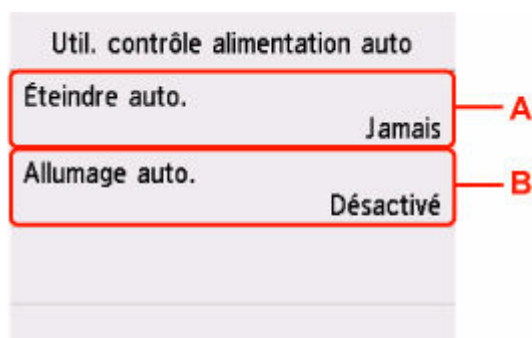 Util. contrôle alimentation auto
Éteindre auto.
Jamais
A
Allumage auto.
Désactivé
B